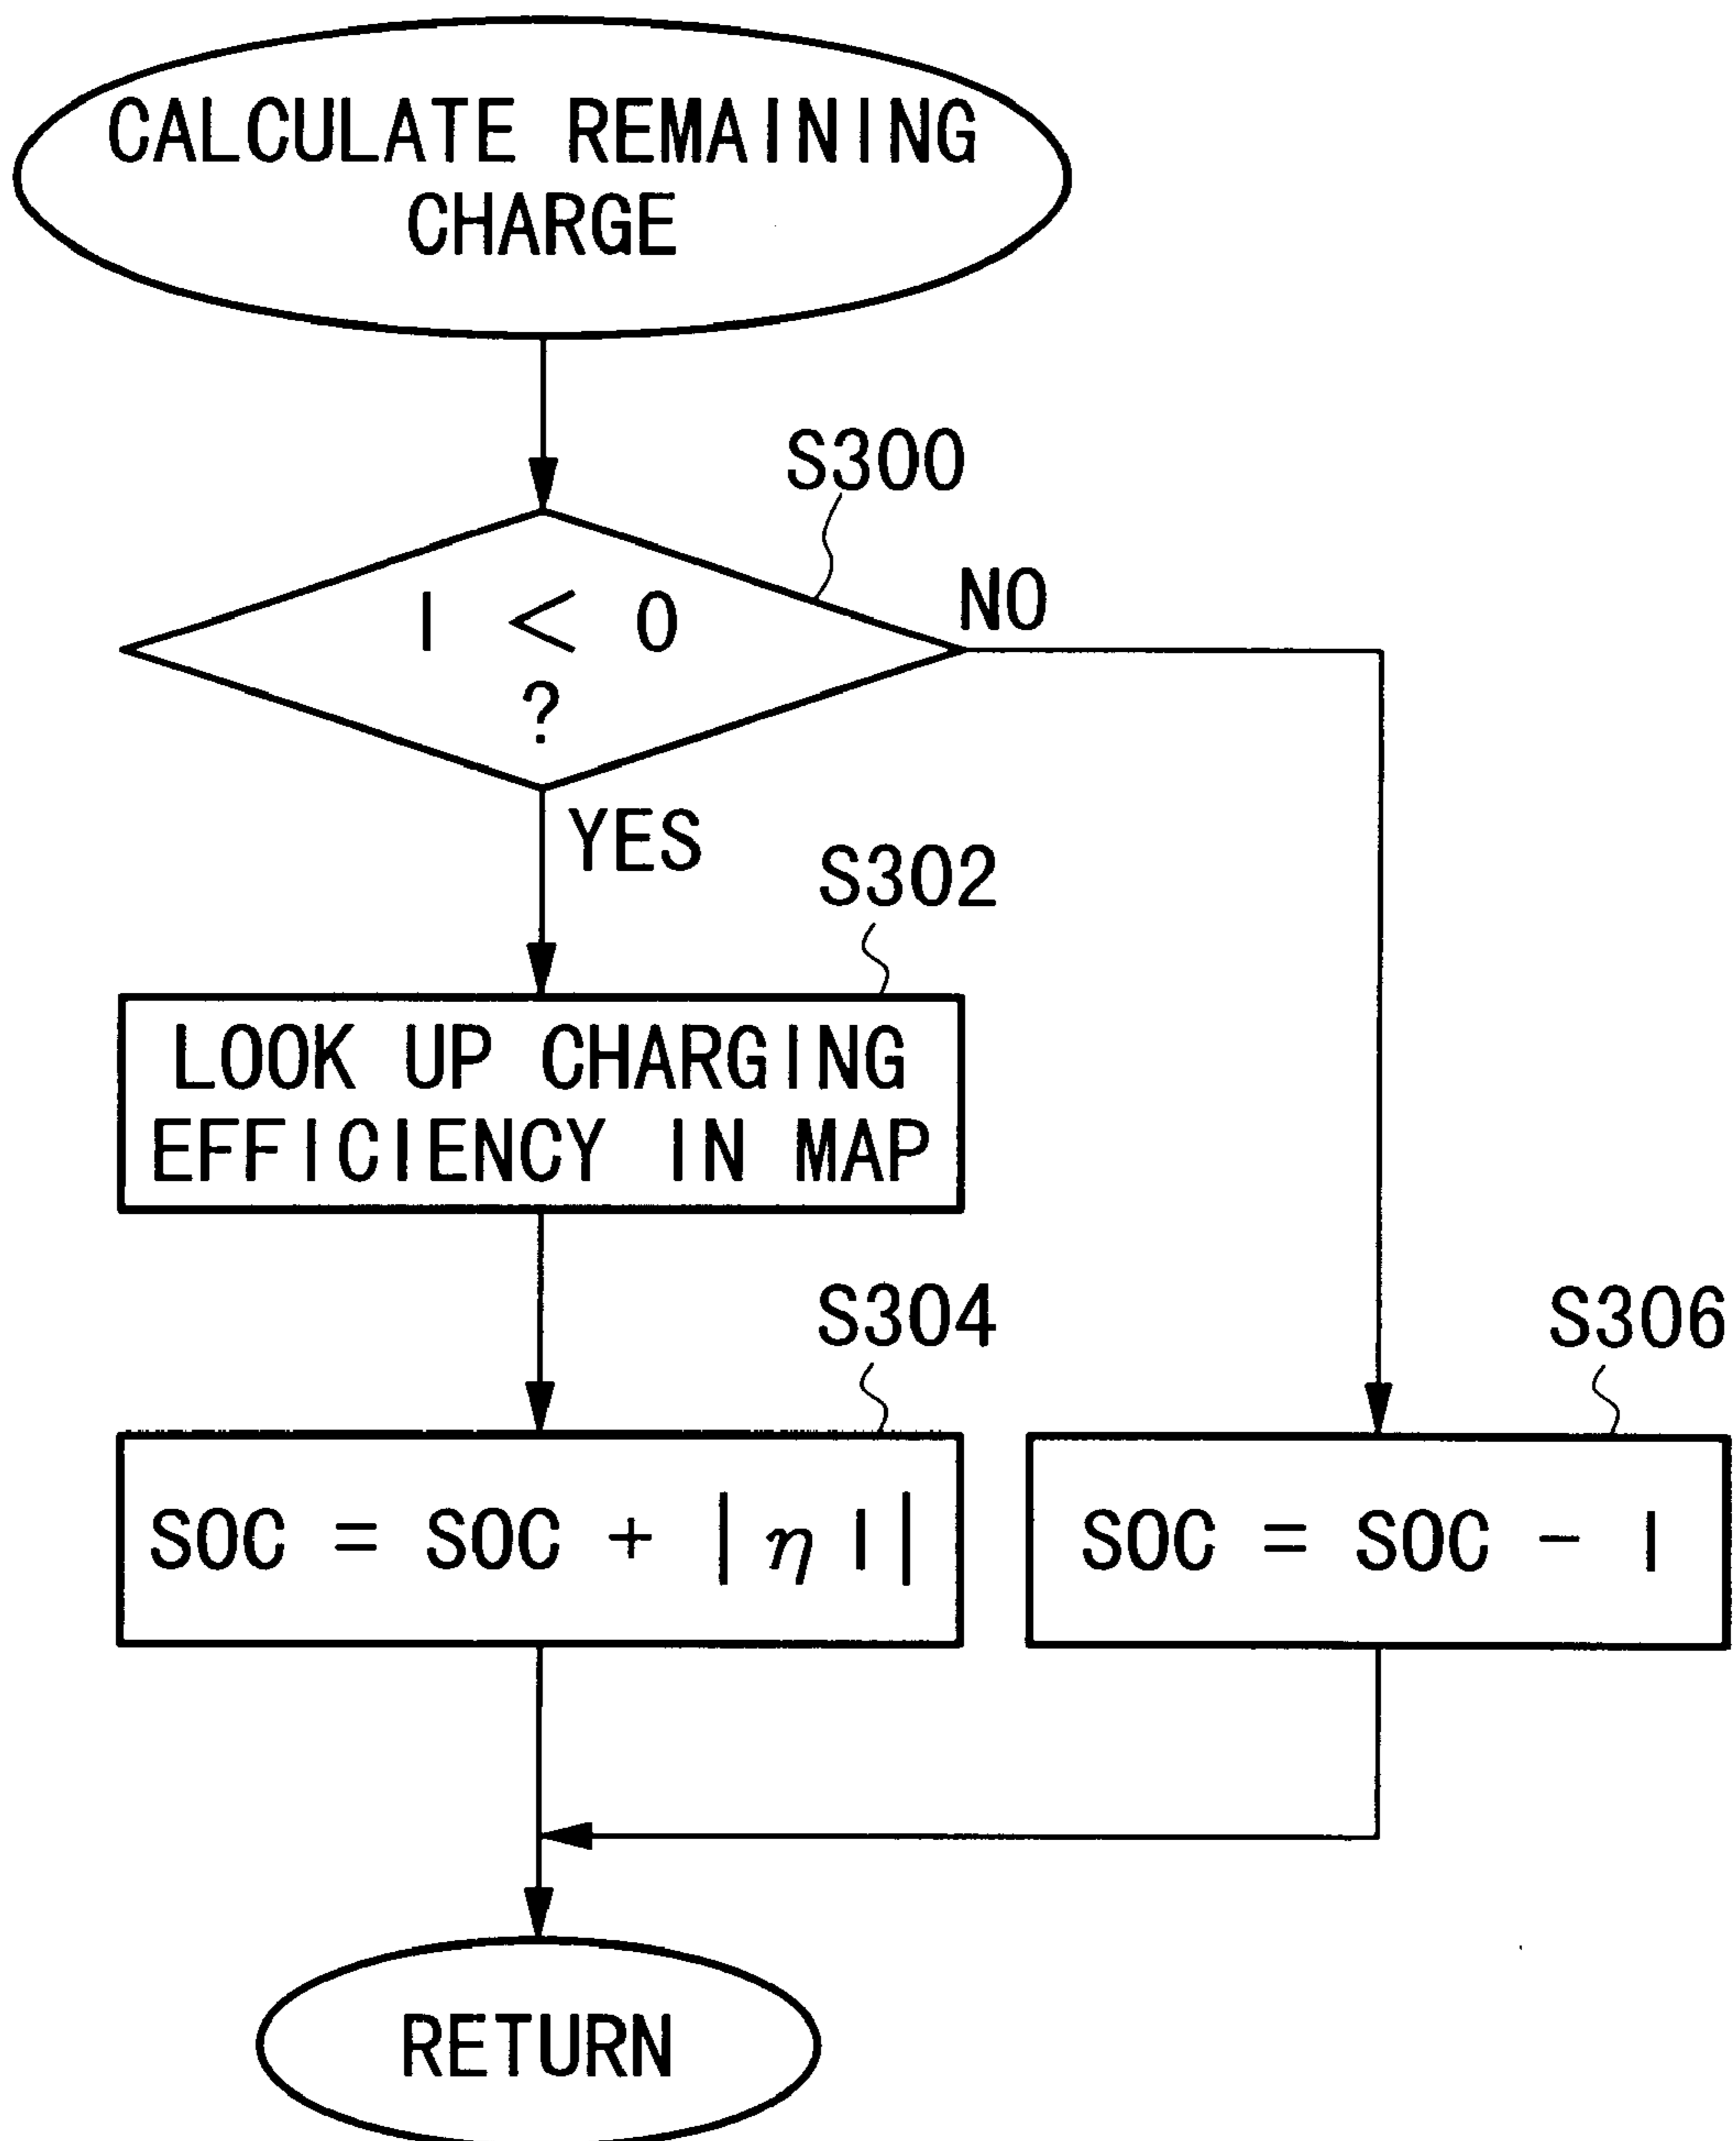 CALCULATE REMAINING
CHARGE
S300
I < 0
?
NO
YES
S302
LOOK UP CHARGING
EFFICIENCY IN MAP
S304
SOC = SOC + | η I |
S306
SOC = SOC - I
RETURN